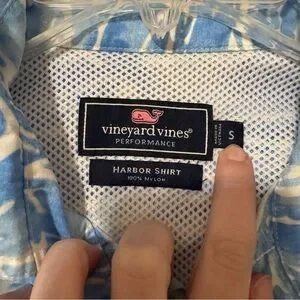 vineyard vines®
PERFORMANCE
S
HARBOR SHIRT
100% NYLON